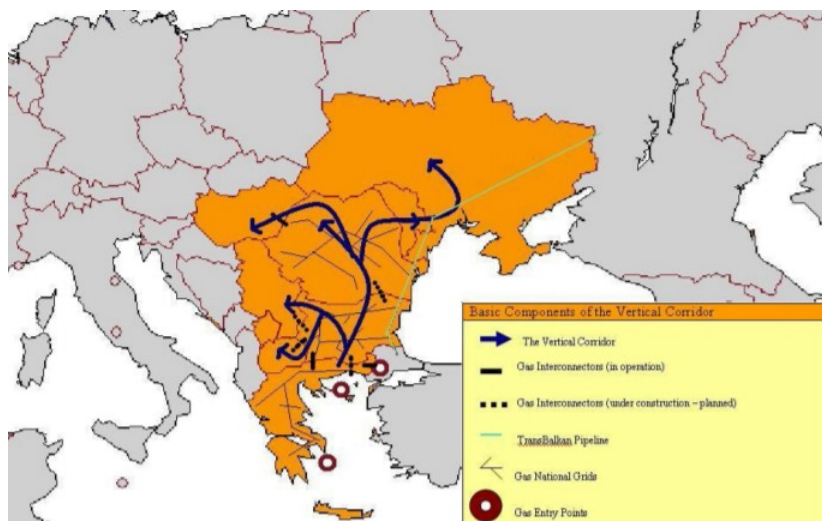 Basic Components of the Vertical Corridor
The Vertical Corridor
Gas Interconnectors (in operation)
Gas Interconnectors (under construction – planned)
TransBalkan Pipeline
Gas National Grids
Gas Entry Points